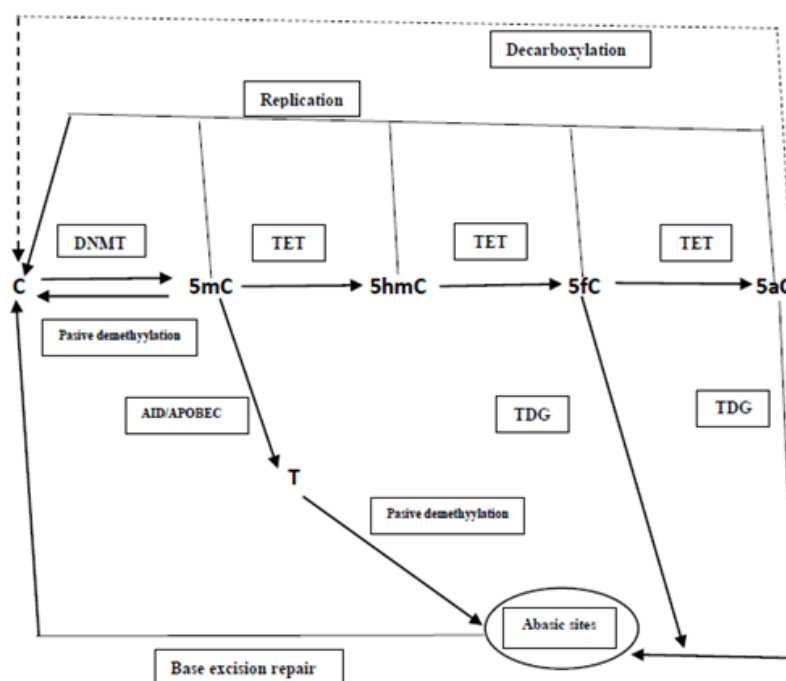 Decarboxylation
Replication
DNMT
TET
TET
TET
C
5mC
5hmC
5fC
5aC
Pasive demethyylation
AID/APOBEC
TDG
TDG
T
Pasive demethyylation
Abasic sites
Base excision repair